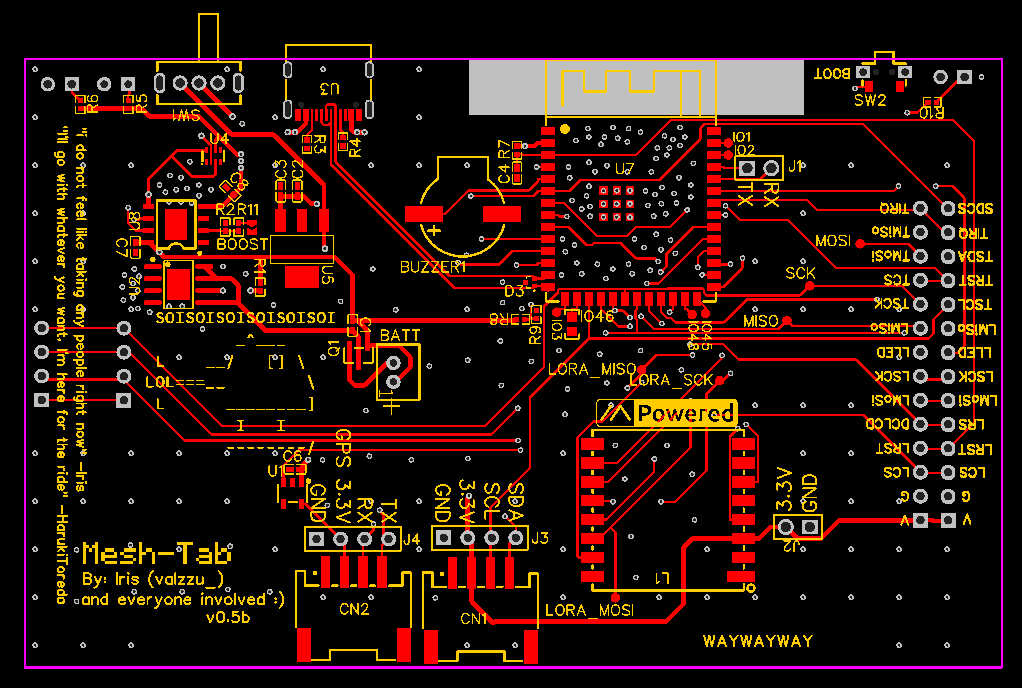 BOOT
SW2
R10
R6
R5
SW1
U3
U4
R3
R4
C4 R7
U7
IO1
IO2
J1
TX
RX
C3
C2
R2
R11
BOOST
U5
C7
BUZZER1
D3
R9
IO3
IO46
IO48
IO45
MOSI
SCK
MISO
LORA_MISO
LORA_SCK
TIRQ
SDCS
TMiSo
TIRQ
TMoSi
TSDA
TCS
TRST
TSCK
TSCL
LMiSo
LMiSo
LED
LLED
LSCK
LSCK
LMoSi
LMoSi
DCLCD
LRS
LRST
LRST
LCS
LCS
G
G
V
V
SOISOISOISOISOISOI
C1
Q1
BATT
L
LOL===__
L
I I
"I do not feel like taking any people right now" -Iris
"I'll go with whatever you want, I'm here for the ride" -HarukiToreda
GPS
C6
U1
GND
3.3V
RX
TX
J4
GND
3.3V
SCL
SDA
J3
Powered
3.3V
GND
J2
L1
LORA_MOSI
CN2
CN1
Mesh-Tab
By: Iris (valzzu_)
and everyone involved :)
v0.5b
WAYWAYWAY